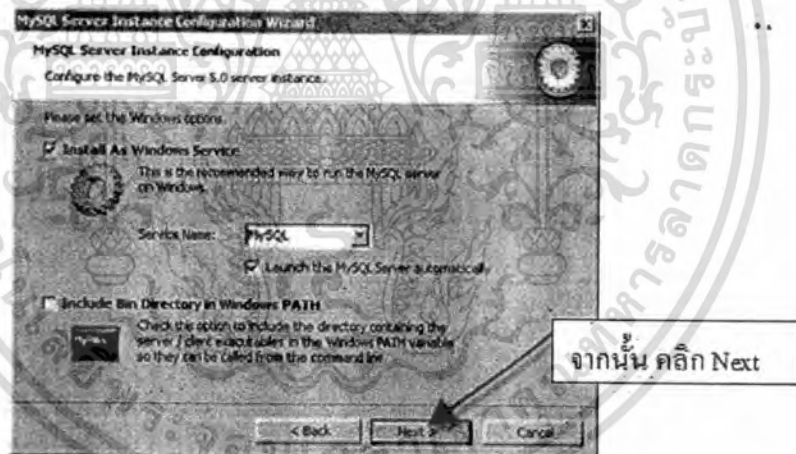 MySQL Server Instance Configuration Wizard
MySQL Server Instance Configuration
Configure the MySQL Server 5.0 server instance.
Please set the Windows options.
Install As Windows Service
This is the recommended way to run the MySQL server
on Windows.
Service Name: MySQL
Launch the MySQL Server automatically
Include Bin Directory in Windows PATH
Check this option to include the directory containing the
server / client executables in the Windows PATH variable
so they can be called from the command line.
จากนั้น คลิก Next
< Back
Next >
Cancel